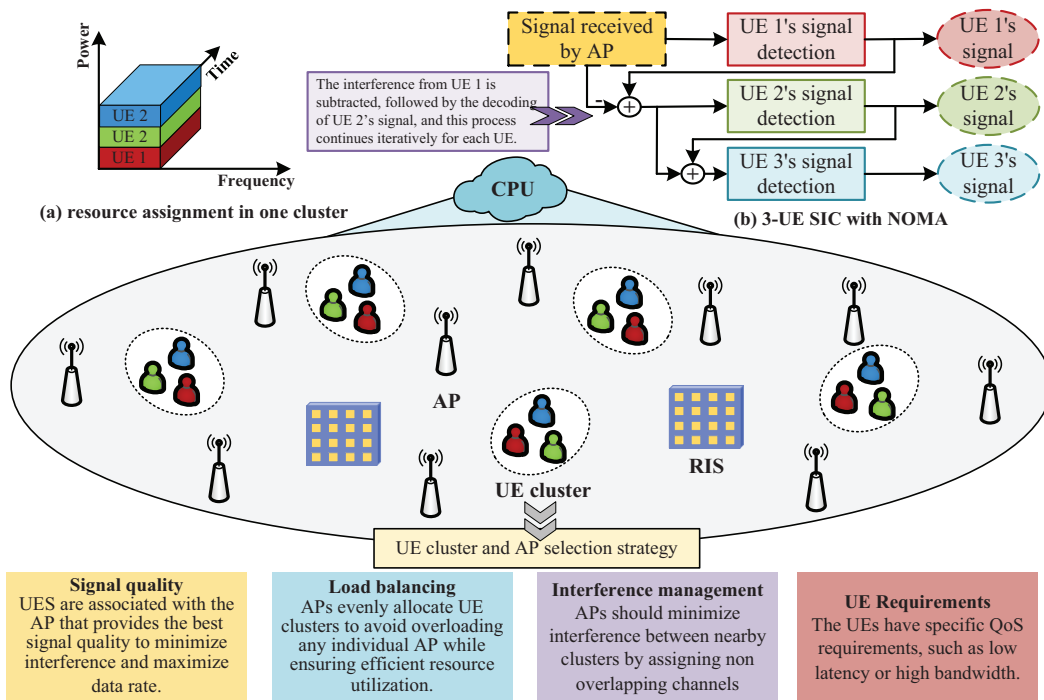 Power
Time
UE 2
UE 2
UE 1
Frequency
(a) resource assignment in one cluster
Signal received
by AP
UE 1's signal
detection
UE 1's
signal
The interference from UE 1 is
subtracted, followed by the decoding
of UE 2's signal, and this process
continues iteratively for each UE.
-
+
UE 2's signal
detection
UE 2's
signal
+
UE 3's signal
detection
UE 3's
signal
(b) 3-UE SIC with NOMA
CPU
AP
RIS
UE cluster
UE cluster and AP selection strategy
Signal quality
UES are associated with the
AP that provides the best
signal quality to minimize
interference and maximize
data rate.
Load balancing
APs evenly allocate UE
clusters to avoid overloading
any individual AP while
ensuring efficient resource
utilization.
Interference management
APs should minimize
interference between nearby
clusters by assigning non
overlapping channels
UE Requirements
The UEs have specific QoS
requirements, such as low
latency or high bandwidth.